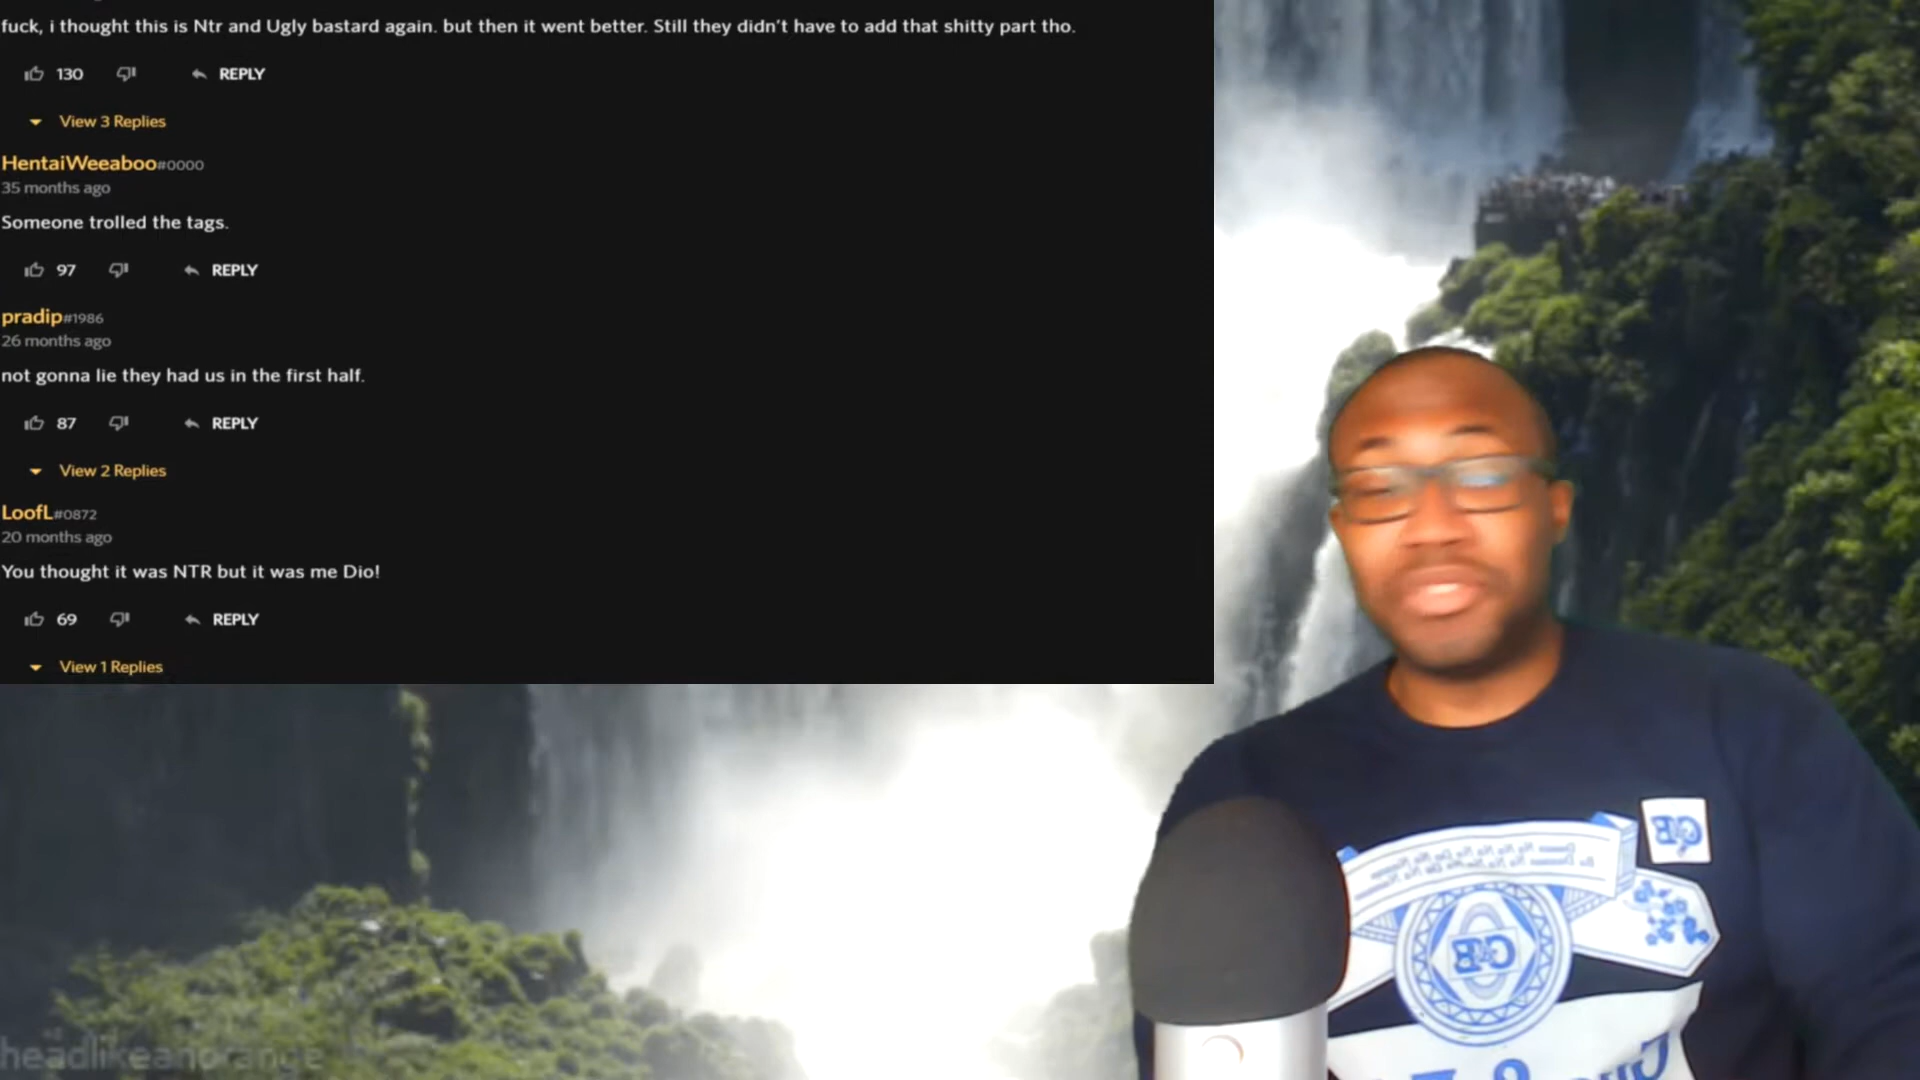 fuck, i thought this is Ntr and Ugly bastard again. but then it went better. Still they didn't have to add that shitty part tho.
130 REPLY
View 3 Replies
HentaiWeeaboo#0000
35 months ago
Someone trolled the tags.
97 REPLY
pradip#1986
26 months ago
not gonna lie they had us in the first half.
87 REPLY
View 2 Replies
LoofL#0872
20 months ago
You thought it was NTR but it was me Dio!
69 REPLY
View 1 Replies
headlikeanorange